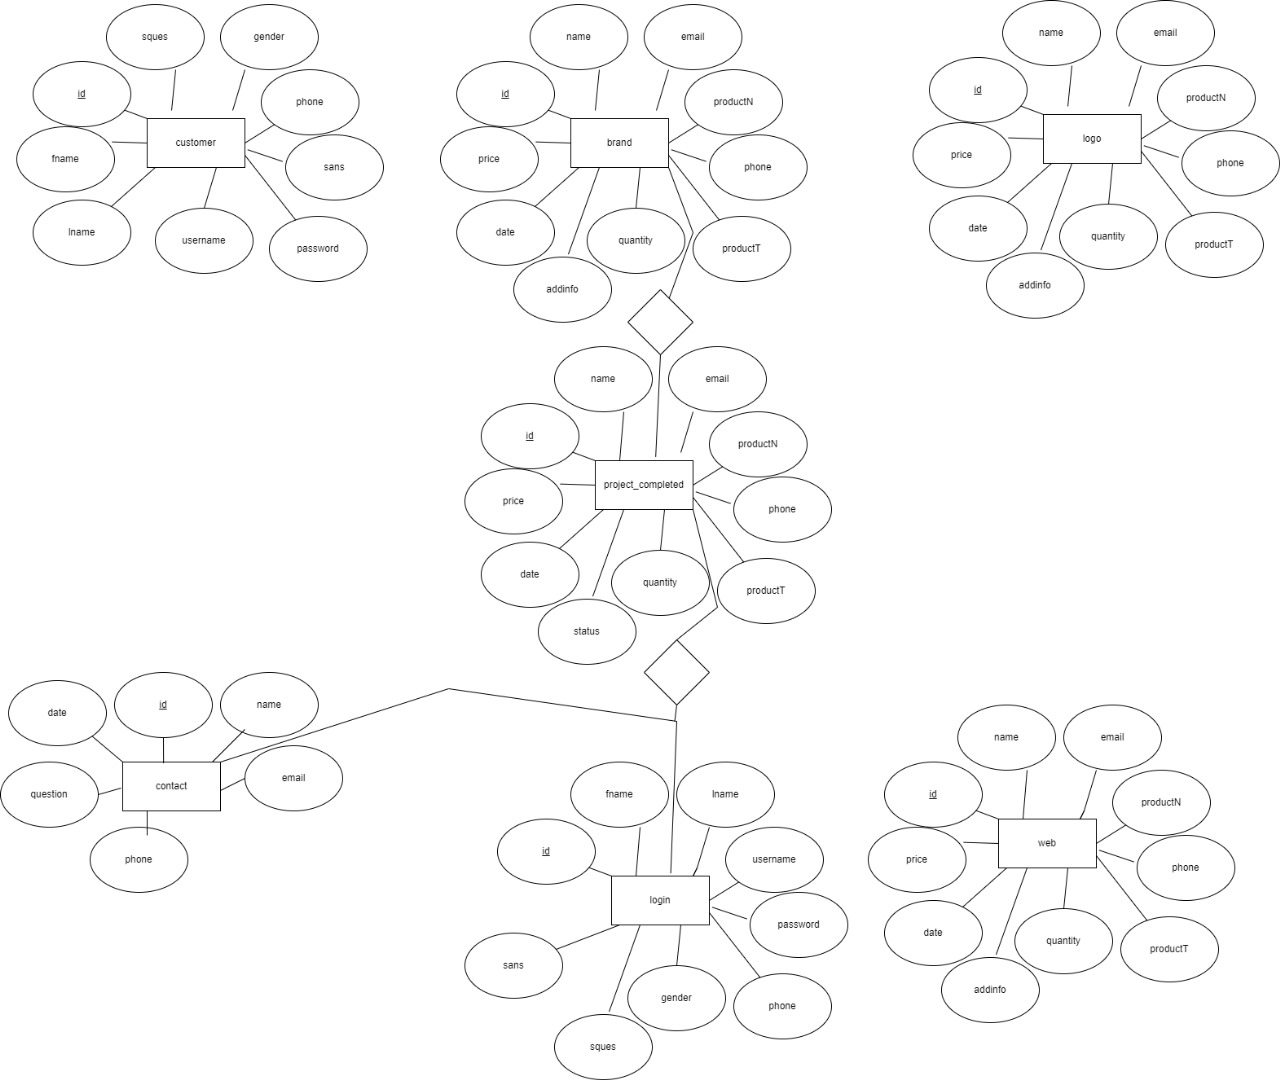 sques
gender
id
phone
customer
fname
sans
lname
username
password
name
email
id
productN
brand
price
phone
date
quantity
productT
addinfo
name
email
id
productN
logo
price
phone
date
quantity
productT
addinfo
name
email
id
productN
project_completed
price
phone
date
quantity
productT
status
date
id
name
contact
email
question
phone
fname
lname
id
username
login
password
sans
gender
phone
sques
name
email
id
productN
web
price
phone
date
quantity
productT
addinfo